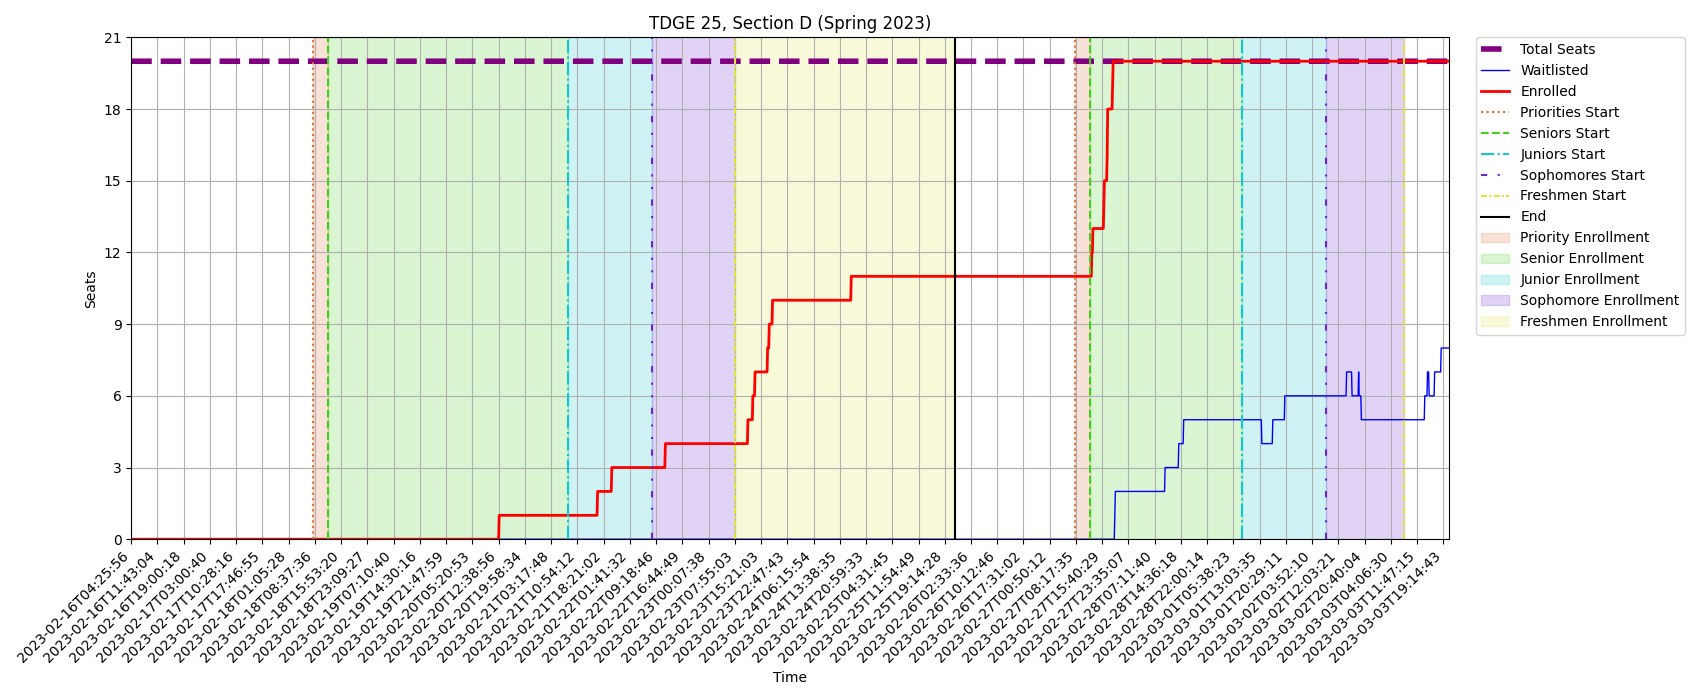 TDGE 25, Section D (Spring 2023)
21
18
15
12
9
6
3
0
Seats
2023-02-16T04:25:56
2023-02-16T11:43:04
2023-02-16T19:00:18
2023-02-17T03:00:40
2023-02-17T10:28:16
2023-02-17T17:46:55
2023-02-18T01:05:28
2023-02-18T08:37:36
2023-02-18T15:53:20
2023-02-18T23:09:27
2023-02-19T07:10:40
2023-02-19T14:30:16
2023-02-19T21:47:59
2023-02-20T05:20:53
2023-02-20T12:38:56
2023-02-20T19:58:34
2023-02-21T03:17:48
2023-02-21T10:54:12
2023-02-21T18:21:02
2023-02-22T01:41:32
2023-02-22T09:18:46
2023-02-22T16:44:49
2023-02-23T00:07:38
2023-02-23T07:55:03
2023-02-23T15:21:03
2023-02-23T22:47:43
2023-02-24T06:15:54
2023-02-24T13:38:35
2023-02-24T20:59:33
2023-02-25T04:31:45
2023-02-25T11:54:49
2023-02-25T19:14:28
2023-02-26T02:33:36
2023-02-26T10:12:46
2023-02-26T17:31:02
2023-02-27T00:50:12
2023-02-27T08:17:35
2023-02-27T15:40:29
2023-02-27T23:35:07
2023-02-28T07:11:40
2023-02-28T14:36:18
2023-02-28T22:00:14
2023-03-01T05:38:23
2023-03-01T13:03:35
2023-03-01T20:29:11
2023-03-02T03:52:10
2023-03-02T12:03:21
2023-03-02T20:40:04
2023-03-03T04:06:30
2023-03-03T11:47:15
2023-03-03T19:14:43
Time
Total Seats
Waitlisted
Enrolled
Priorities Start
Seniors Start
Juniors Start
Sophomores Start
Freshmen Start
End
Priority Enrollment
Senior Enrollment
Junior Enrollment
Sophomore Enrollment
Freshmen Enrollment